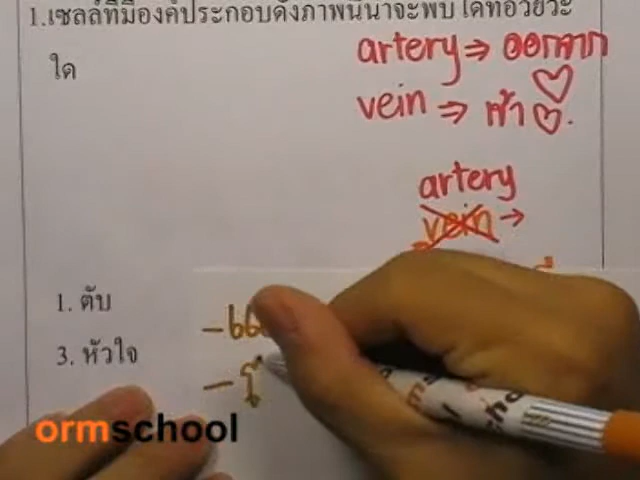 1.เซลล์ที่มีองค์ประกอบดังภาพนี้น่าจะพบได้ที่อวัยวะ
ใด
artery ⇒ ออกจาก ♡
vein ⇒ เข้า ♡.
artery
vein →
1. ตับ
3. หัวใจ
ormschool